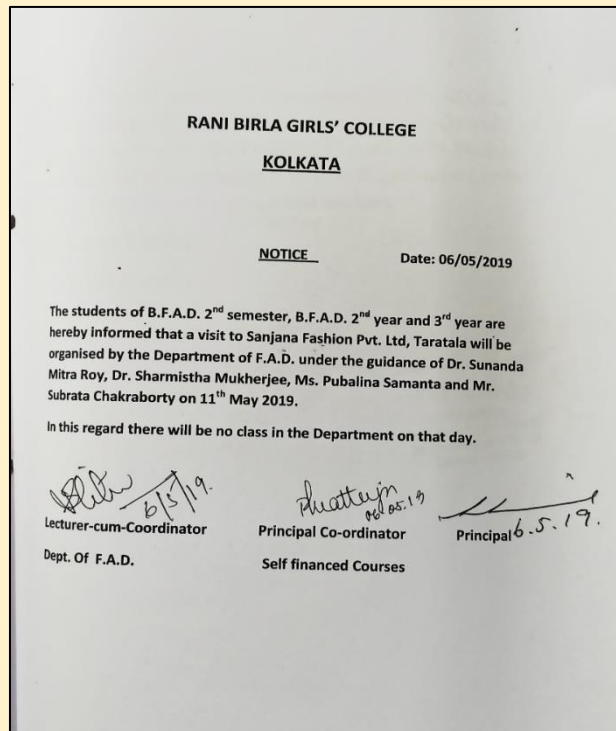 RANI BIRLA GIRLS' COLLEGE
KOLKATA
NOTICE Date: 06/05/2019
The students of B.F.A.D. 2nd semester, B.F.A.D. 2nd year and 3rd year are
hereby informed that a visit to Sanjana Fashion Pvt. Ltd, Taratala will be
organised by the Department of F.A.D. under the guidance of Dr. Sunanda
Mitra Roy, Dr. Sharmistha Mukherjee, Ms. Pubalina Samanta and Mr.
Subrata Chakraborty on 11th May 2019.
In this regard there will be no class in the Department on that day.
6/5/19. 06.05.19
Lecturer-cum-Coordinator Principal Co-ordinator Principal 6.5.19.
Dept. Of F.A.D. Self financed Courses